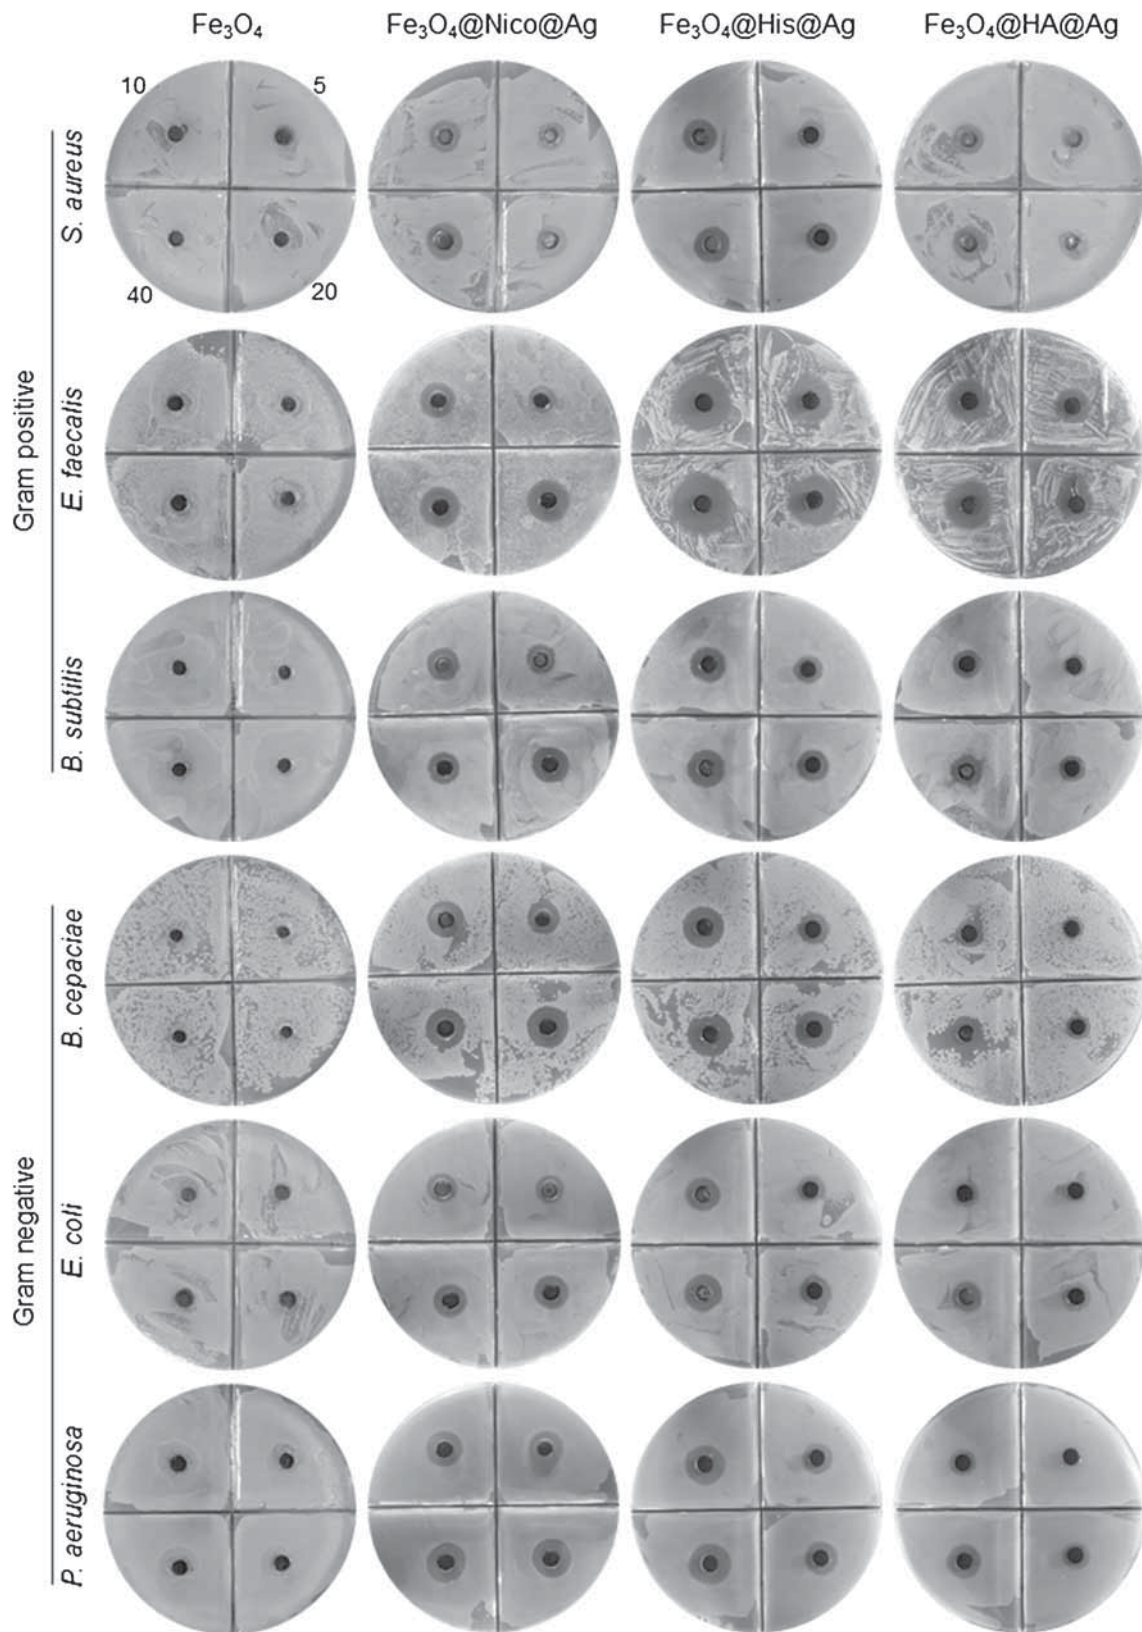 Fe₃O₄
Fe₃O₄@Nico@Ag
Fe₃O₄@His@Ag
Fe₃O₄@HA@Ag
10
5
40
20
Gram positive
S. aureus
E. faecalis
B. subtilis
Gram negative
B. cepaciae
E. coli
P. aeruginosa